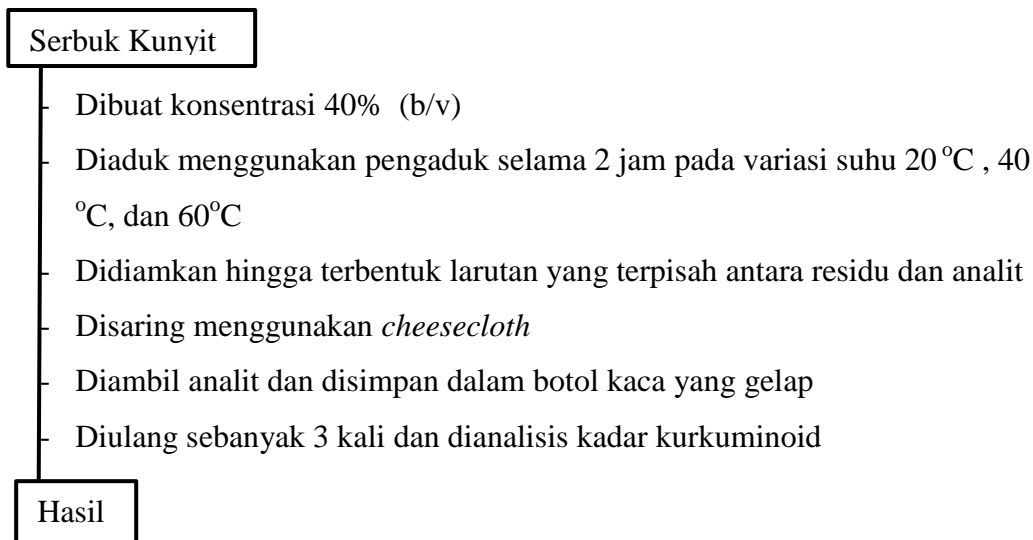 Serbuk Kunyit
- Dibuat konsentrasi 40% (b/v)
- Diaduk menggunakan pengaduk selama 2 jam pada variasi suhu 20 °C , 40
°C, dan 60°C
- Didiamkan hingga terbentuk larutan yang terpisah antara residu dan analit
- Disaring menggunakan cheesecloth
- Diambil analit dan disimpan dalam botol kaca yang gelap
- Diulang sebanyak 3 kali dan dianalisis kadar kurkuminoid
Hasil